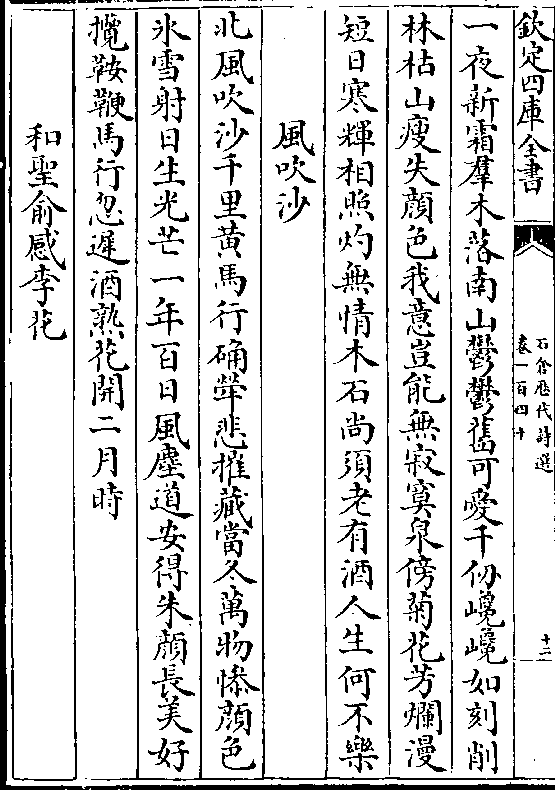 欽定四庫全書
石倉歷代詩選
卷一百四十
十二
一夜新霜羣木落南山鬱鬱舊可愛千仞巉巉如刻削
林枯山瘦失顔色我意豈能無寂寞泉傍菊花芳爛漫
短日寒輝相照灼無情木石尚須老有酒人生何不樂
風吹沙
北風吹沙千里黄馬行确犖悲摧藏當冬萬物慘顔色
氷雪射日生光芒一年百日風塵道安得朱顔長美好
攬鞍鞭馬行忽遲酒熟花開二月時
和聖俞感李花